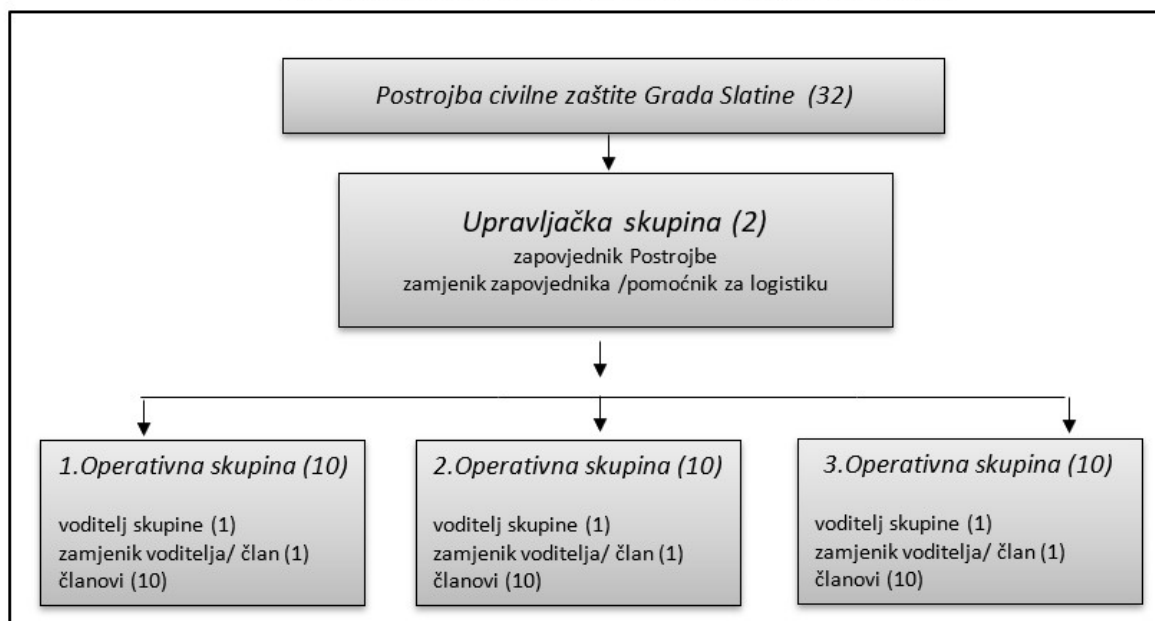 Postrojba civilne zaštite Grada Slatine (32)
Upravljačka skupina (2)
zapovjednik Postrojbe
zamjenik zapovjednika /pomoćnik za logistiku
1.Operativna skupina (10)
voditelj skupine (1)
zamjenik voditelja/ član (1)
članovi (10)
2.Operativna skupina (10)
voditelj skupine (1)
zamjenik voditelja/ član (1)
članovi (10)
3.Operativna skupina (10)
voditelj skupine (1)
zamjenik voditelja/ član (1)
članovi (10)